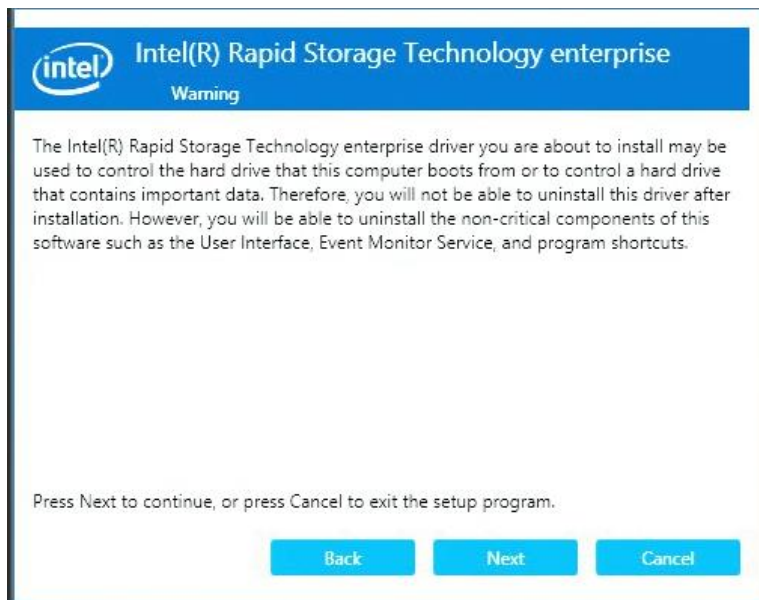 intel Intel(R) Rapid Storage Technology enterprise
Warning
The Intel(R) Rapid Storage Technology enterprise driver you are about to install may be
used to control the hard drive that this computer boots from or to control a hard drive
that contains important data. Therefore, you will not be able to uninstall this driver after
installation. However, you will be able to uninstall the non-critical components of this
software such as the User Interface, Event Monitor Service, and program shortcuts.
Press Next to continue, or press Cancel to exit the setup program.
Back Next Cancel